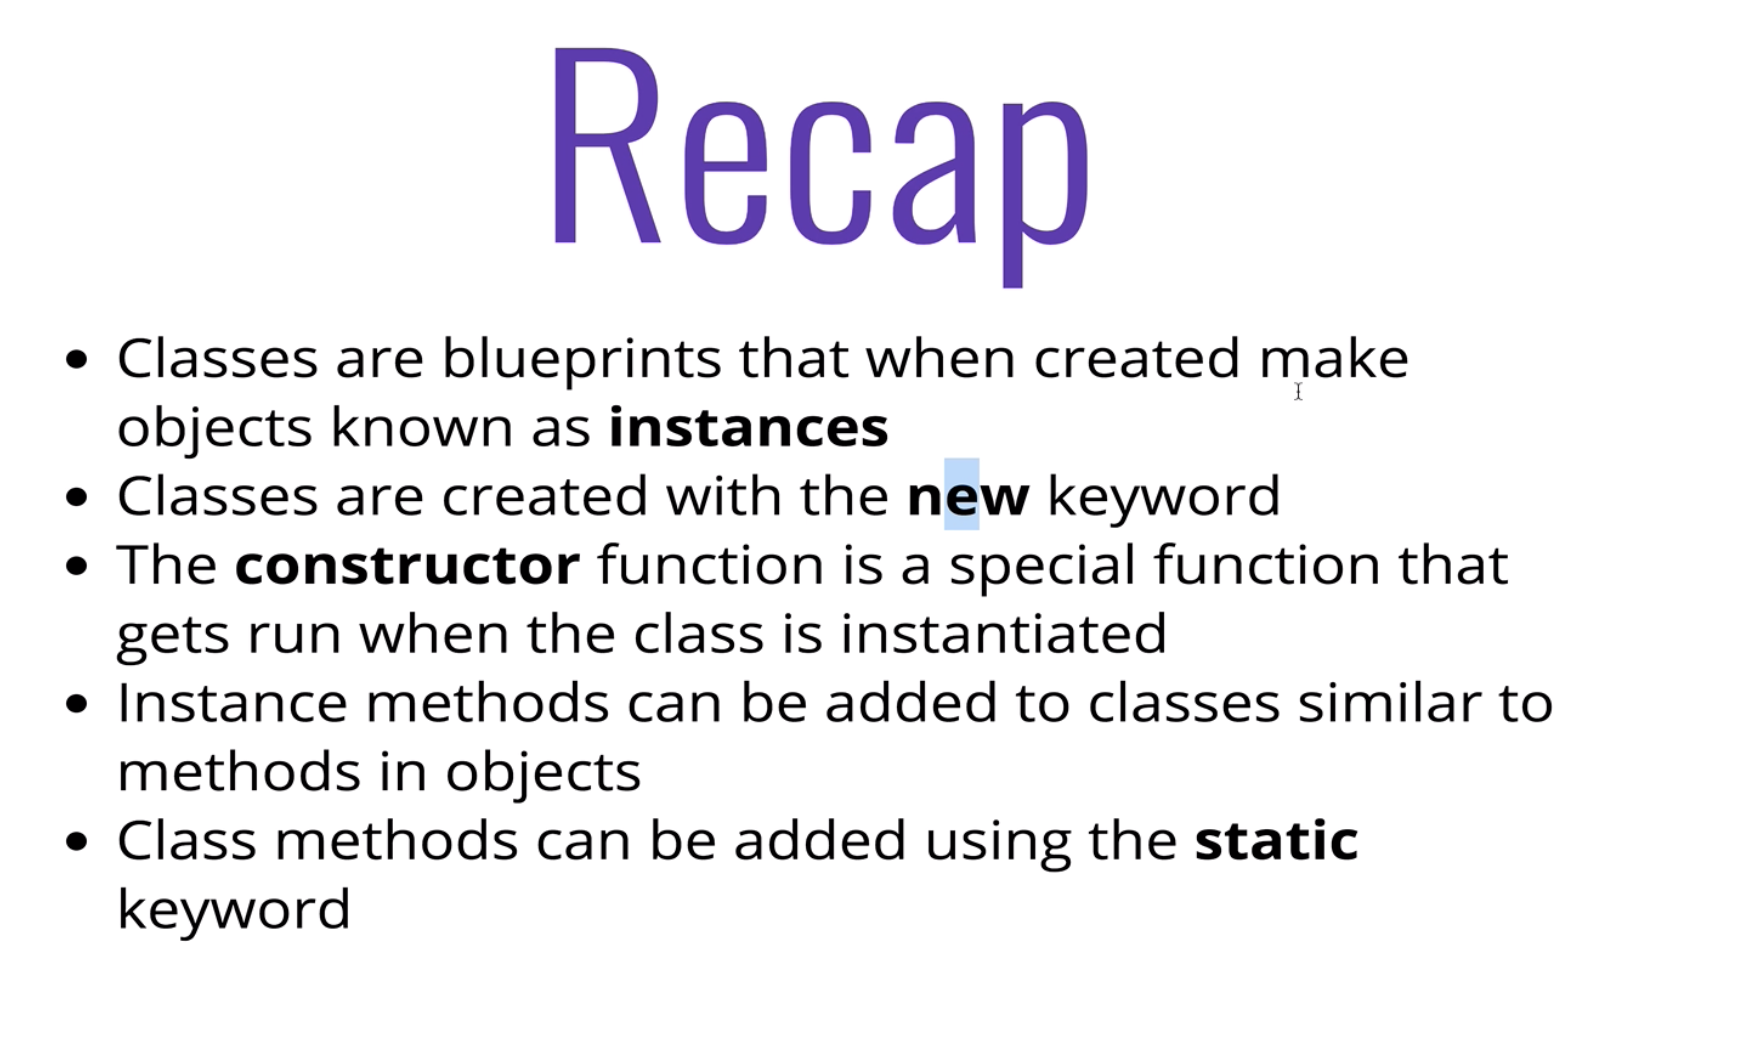 Recap
• Classes are blueprints that when created make
objects known as instances
• Classes are created with the new keyword
• The constructor function is a special function that
gets run when the class is instantiated
• Instance methods can be added to classes similar to
methods in objects
• Class methods can be added using the static
keyword